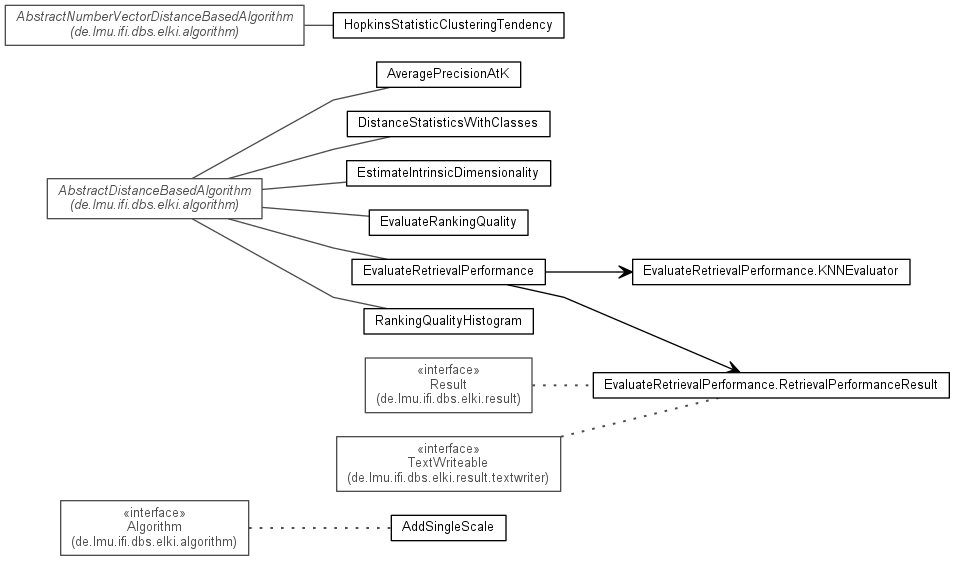 AbstractNumberVectorDistanceBasedAlgorithm
(de.lmu.ifi.dbs.elki.algorithm)
HopkinsStatisticClusteringTendency
AveragePrecisionAtK
DistanceStatisticsWithClasses
EstimateIntrinsicDimensionality
AbstractDistanceBasedAlgorithm
(de.lmu.ifi.dbs.elki.algorithm)
EvaluateRankingQuality
EvaluateRetrievalPerformance
EvaluateRetrievalPerformance.KNNEvaluator
RankingQualityHistogram
«interface»
Result
(de.lmu.ifi.dbs.elki.result)
EvaluateRetrievalPerformance.RetrievalPerformanceResult
«interface»
TextWriteable
(de.lmu.ifi.dbs.elki.result.textwriter)
«interface»
Algorithm
(de.lmu.ifi.dbs.elki.algorithm)
AddSingleScale